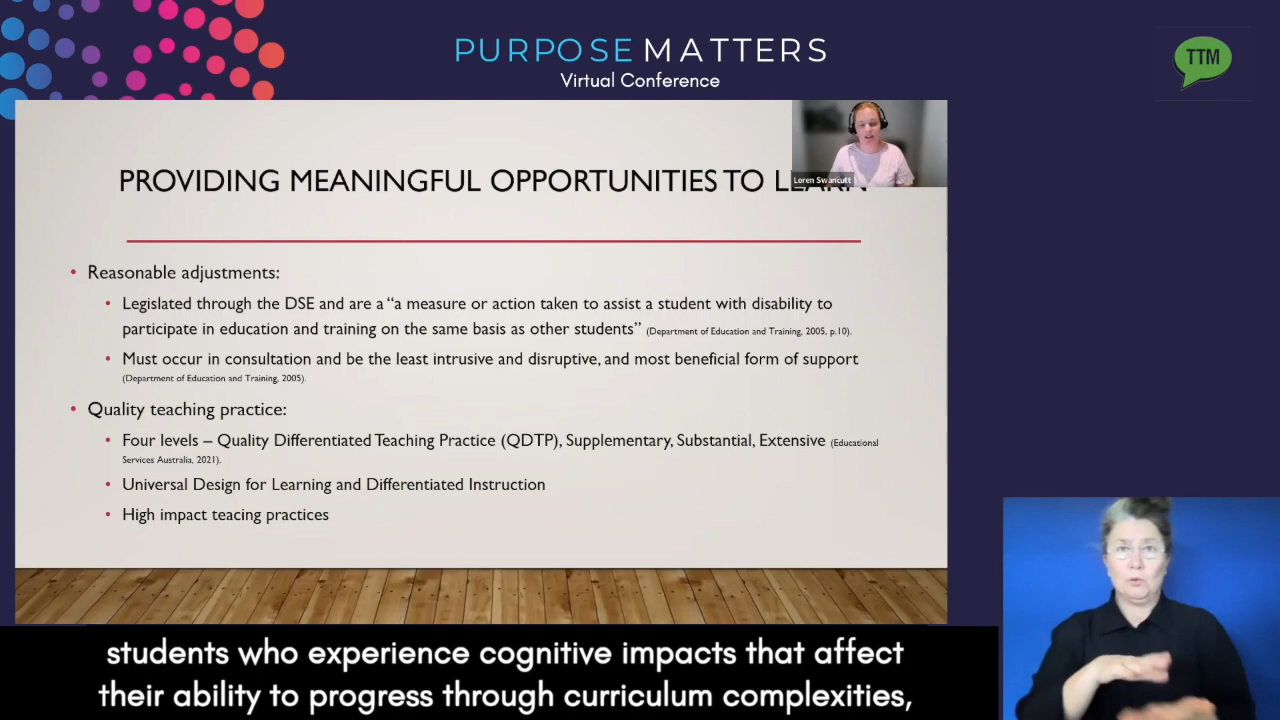 PURPOSE MATTERS
Virtual Conference
TTM
PROVIDING MEANINGFUL OPPORTUNITIES TO LEARN
Loren Swancutt
• Reasonable adjustments:
• Legislated through the DSE and are a “a measure or action taken to assist a student with disability to
participate in education and training on the same basis as other students” (Department of Education and Training, 2005, p.10).
• Must occur in consultation and be the least intrusive and disruptive, and most beneficial form of support
(Department of Education and Training, 2005).
• Quality teaching practice:
• Four levels – Quality Differentiated Teaching Practice (QDTP), Supplementary, Substantial, Extensive (Educational
Services Australia, 2021).
• Universal Design for Learning and Differentiated Instruction
• High impact teacing practices
students who experience cognitive impacts that affect
their ability to progress through curriculum complexities,